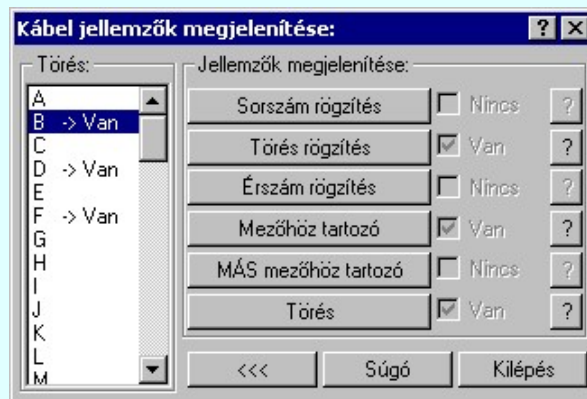 Kábel jellemzők megjelenítése:
? ×
Törés:
A
B -> Van
C
D -> Van
E
F -> Van
G
H
I
J
K
L
M
Jellemzők megjelenítése:
Sorszám rögzítés Nincs ?
Törés rögzítés Van ?
Érszám rögzítés Nincs ?
Mezőhöz tartozó Van ?
MÁS mezőhöz tartozó Nincs ?
Törés Van ?
<<< Súgó Kilépés